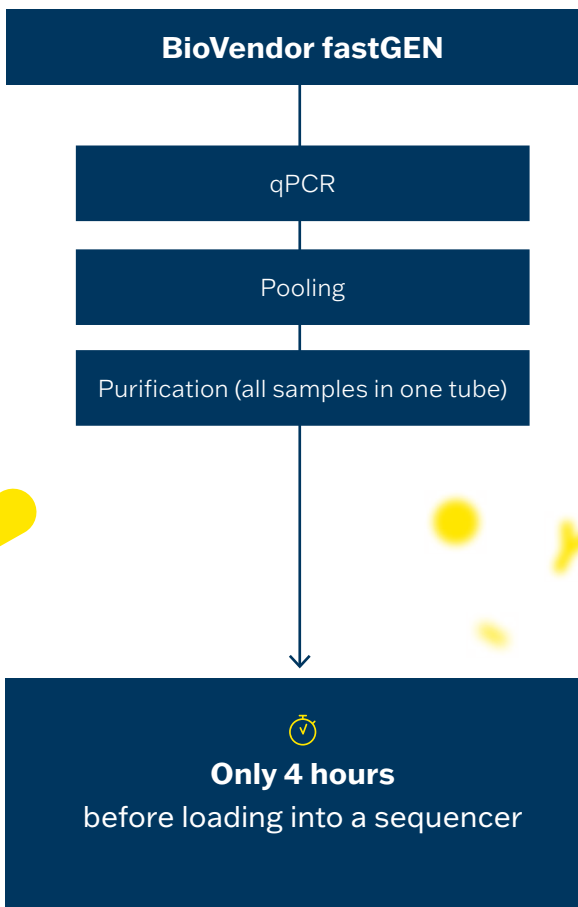 BioVendor fastGEN
qPCR
Pooling
Purification (all samples in one tube)
Only 4 hours
before loading into a sequencer